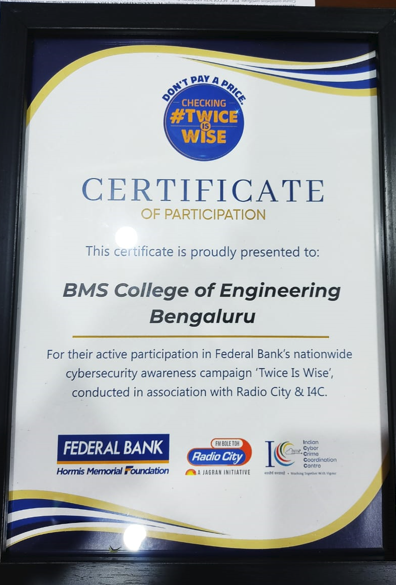 DON'T PAY A PRICE.
CHECKING
#TWICE
IS
WISE
CERTIFICATE
OF PARTICIPATION
This certificate is proudly presented to:
BMS College of Engineering
Bengaluru
For their active participation in Federal Bank's nationwide
cybersecurity awareness campaign 'Twice Is Wise',
conducted in association with Radio City & I4C.
FEDERAL BANK
Hormis Memorial Foundation
FM BOLE TOH
Radio City
A JAGRAN INITIATIVE
Indian
Cyber
Crime
Coordination
Centre